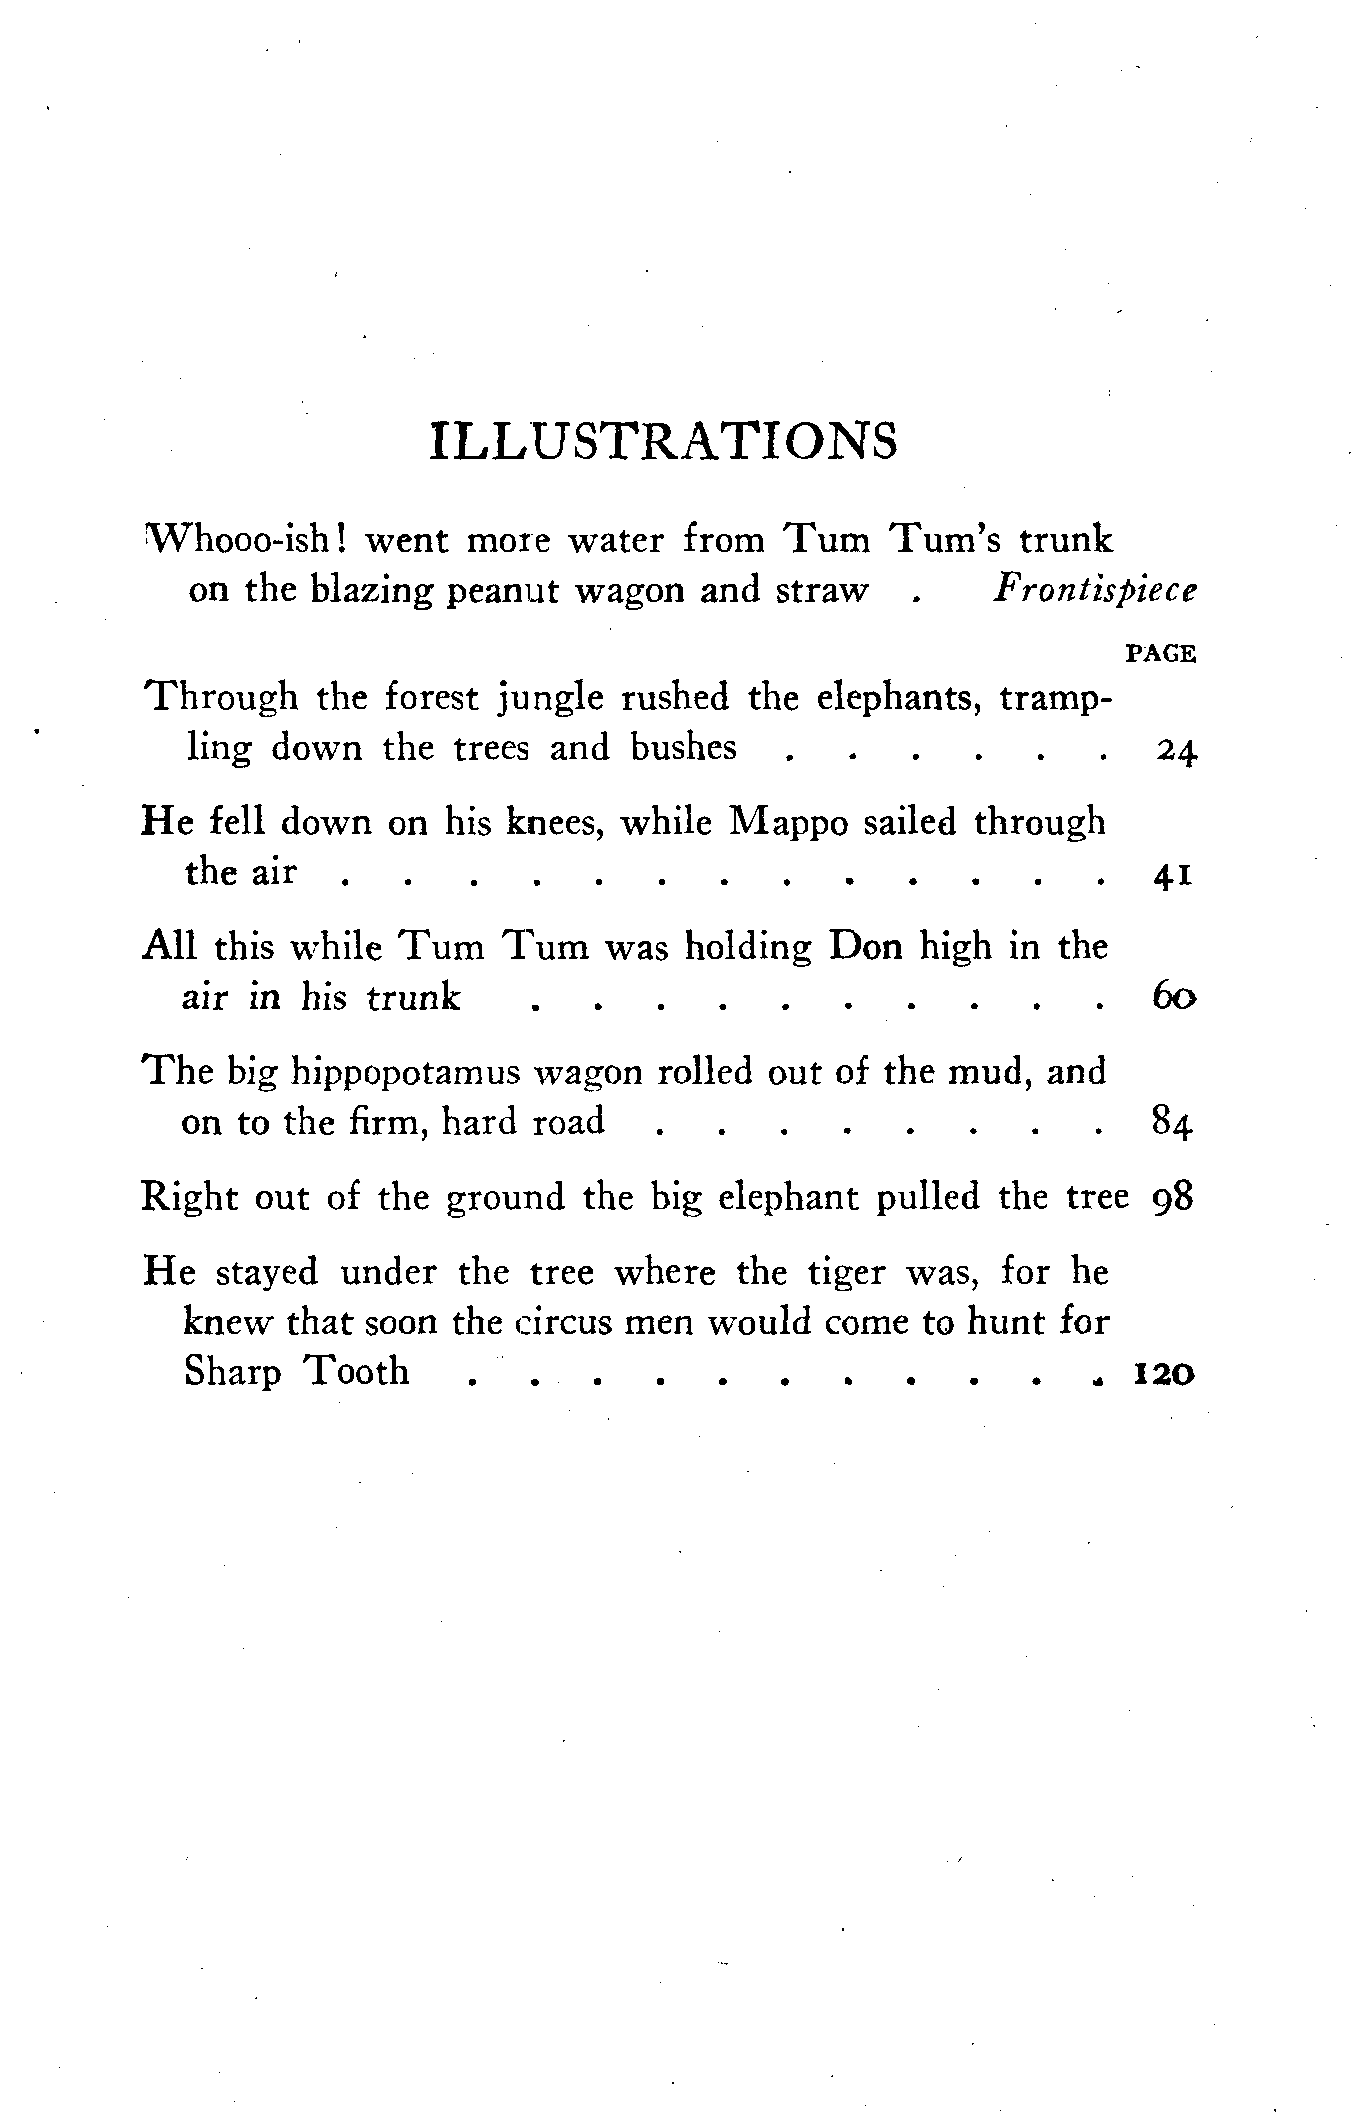 ILLUSTRATIONS
Whooo-ish! went more water from Tum Tum's trunk
on the blazing peanut wagon and straw . Frontispiece
PAGE
Through the forest jungle rushed the elephants, tramp-
ling down the trees and bushes . . . . . . 24
He fell down on his knees, while Mappo sailed through
the air . . . . . . . . . . . . . 41
All this while Tum Tum was holding Don high in the
air in his trunk . . . . . . . . . . 60
The big hippopotamus wagon rolled out of the mud, and
on to the firm, hard road . . . . . . . . 84
Right out of the ground the big elephant pulled the tree 98
He stayed under the tree where the tiger was, for he
knew that soon the circus men would come to hunt for
Sharp Tooth . . . . . . . . . . . 120